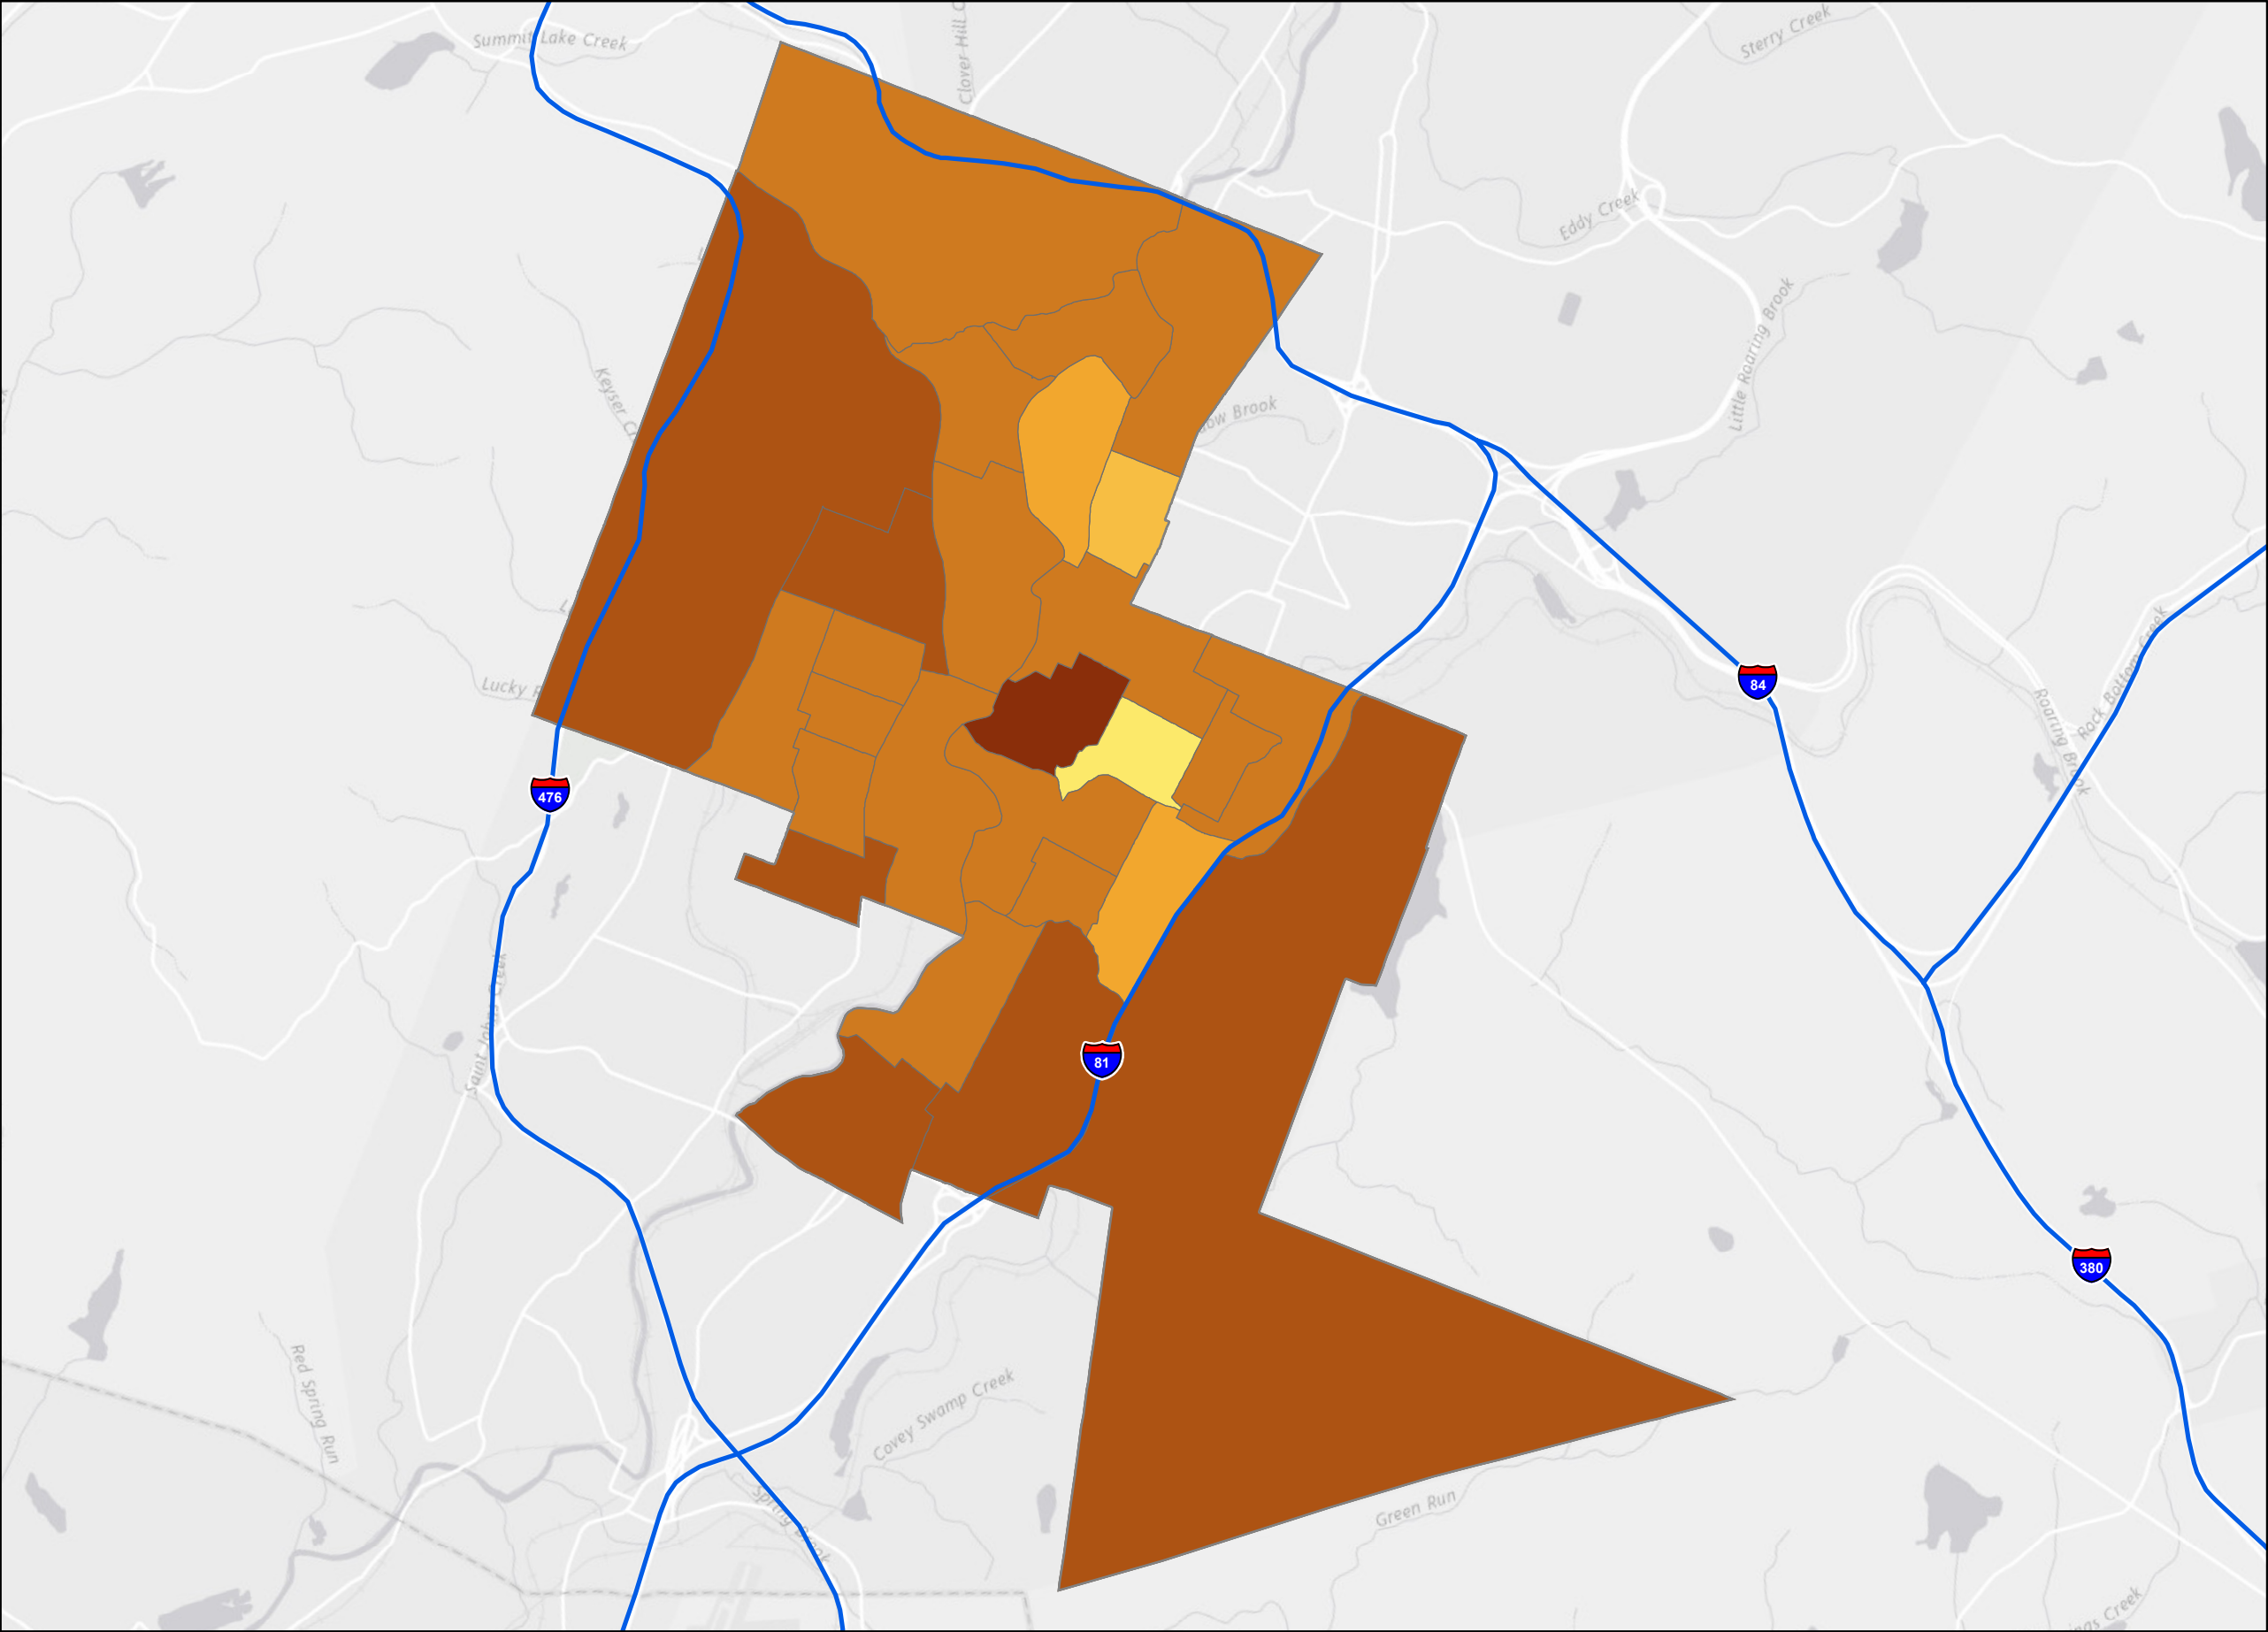 Summit Lake Creek
Clover Hill C
Sterry Creek
Eddy Creek
Little Roaring Brook
Keyser Cr
ow Brook
Lucky R
Rock Bottom Creek
Roaring Brook
84
476
Saint Johns Creek
81
380
Red Spring Run
Covey Swamp Creek
Spring Brook
Green Run
Creek